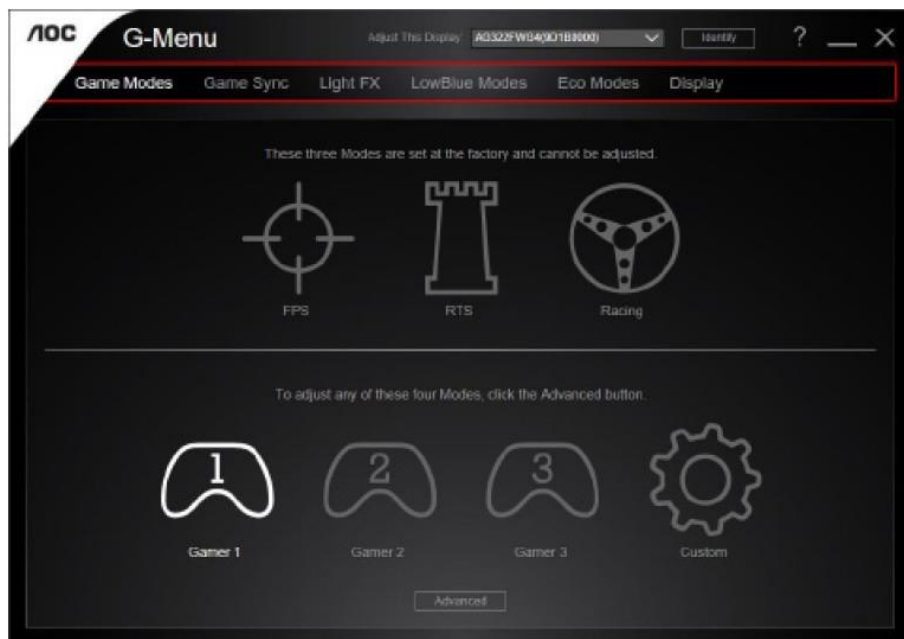 AOC G-Menu Adjust This Display: AG322FWG4(9O1B0000) Identify ?
Game Modes Game Sync Light FX LowBlue Modes Eco Modes Display
These three Modes are set at the factory and cannot be adjusted.
FPS RTS Racing
To adjust any of these four Modes, click the Advanced button.
1 2 3
Gamer 1 Gamer 2 Gamer 3 Custom
Advanced